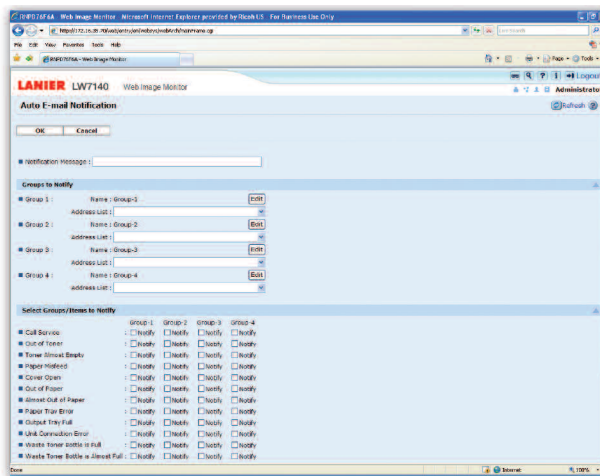 RNPD76F6A - Web Image Monitor - Microsoft Internet Explorer provided by Ricoh US For Business Use Only
File Edit View Favorites Tools Help
RNPD76F6A - Web Image Monitor
Page Tools
Logout
LANIER LW7140 Web Image Monitor
Administrator
Auto E-mail Notification Refresh
OK Cancel
Notification Message :
Groups to Notify
Group 1 : Name : Group-1 Edit
Address List :
Group 2 : Name : Group-2 Edit
Address List :
Group 3 : Name : Group-3 Edit
Address List :
Group 4 : Name : Group-4 Edit
Address List :
Select Groups/Items to Notify
Group-1 Group-2 Group-3 Group-4
Call Service : Notify Notify Notify Notify
Out of Toner : Notify Notify Notify Notify
Toner Almost Empty : Notify Notify Notify Notify
Paper Misfeed : Notify Notify Notify Notify
Cover Open : Notify Notify Notify Notify
Out of Paper : Notify Notify Notify Notify
Almost Out of Paper : Notify Notify Notify Notify
Paper Tray Error : Notify Notify Notify Notify
Output Tray Full : Notify Notify Notify Notify
Unit Connection Error : Notify Notify Notify Notify
Waste Toner Bottle is Full : Notify Notify Notify Notify
Waste Toner Bottle is Almost Full : Notify Notify Notify Notify
Done Internet 100%